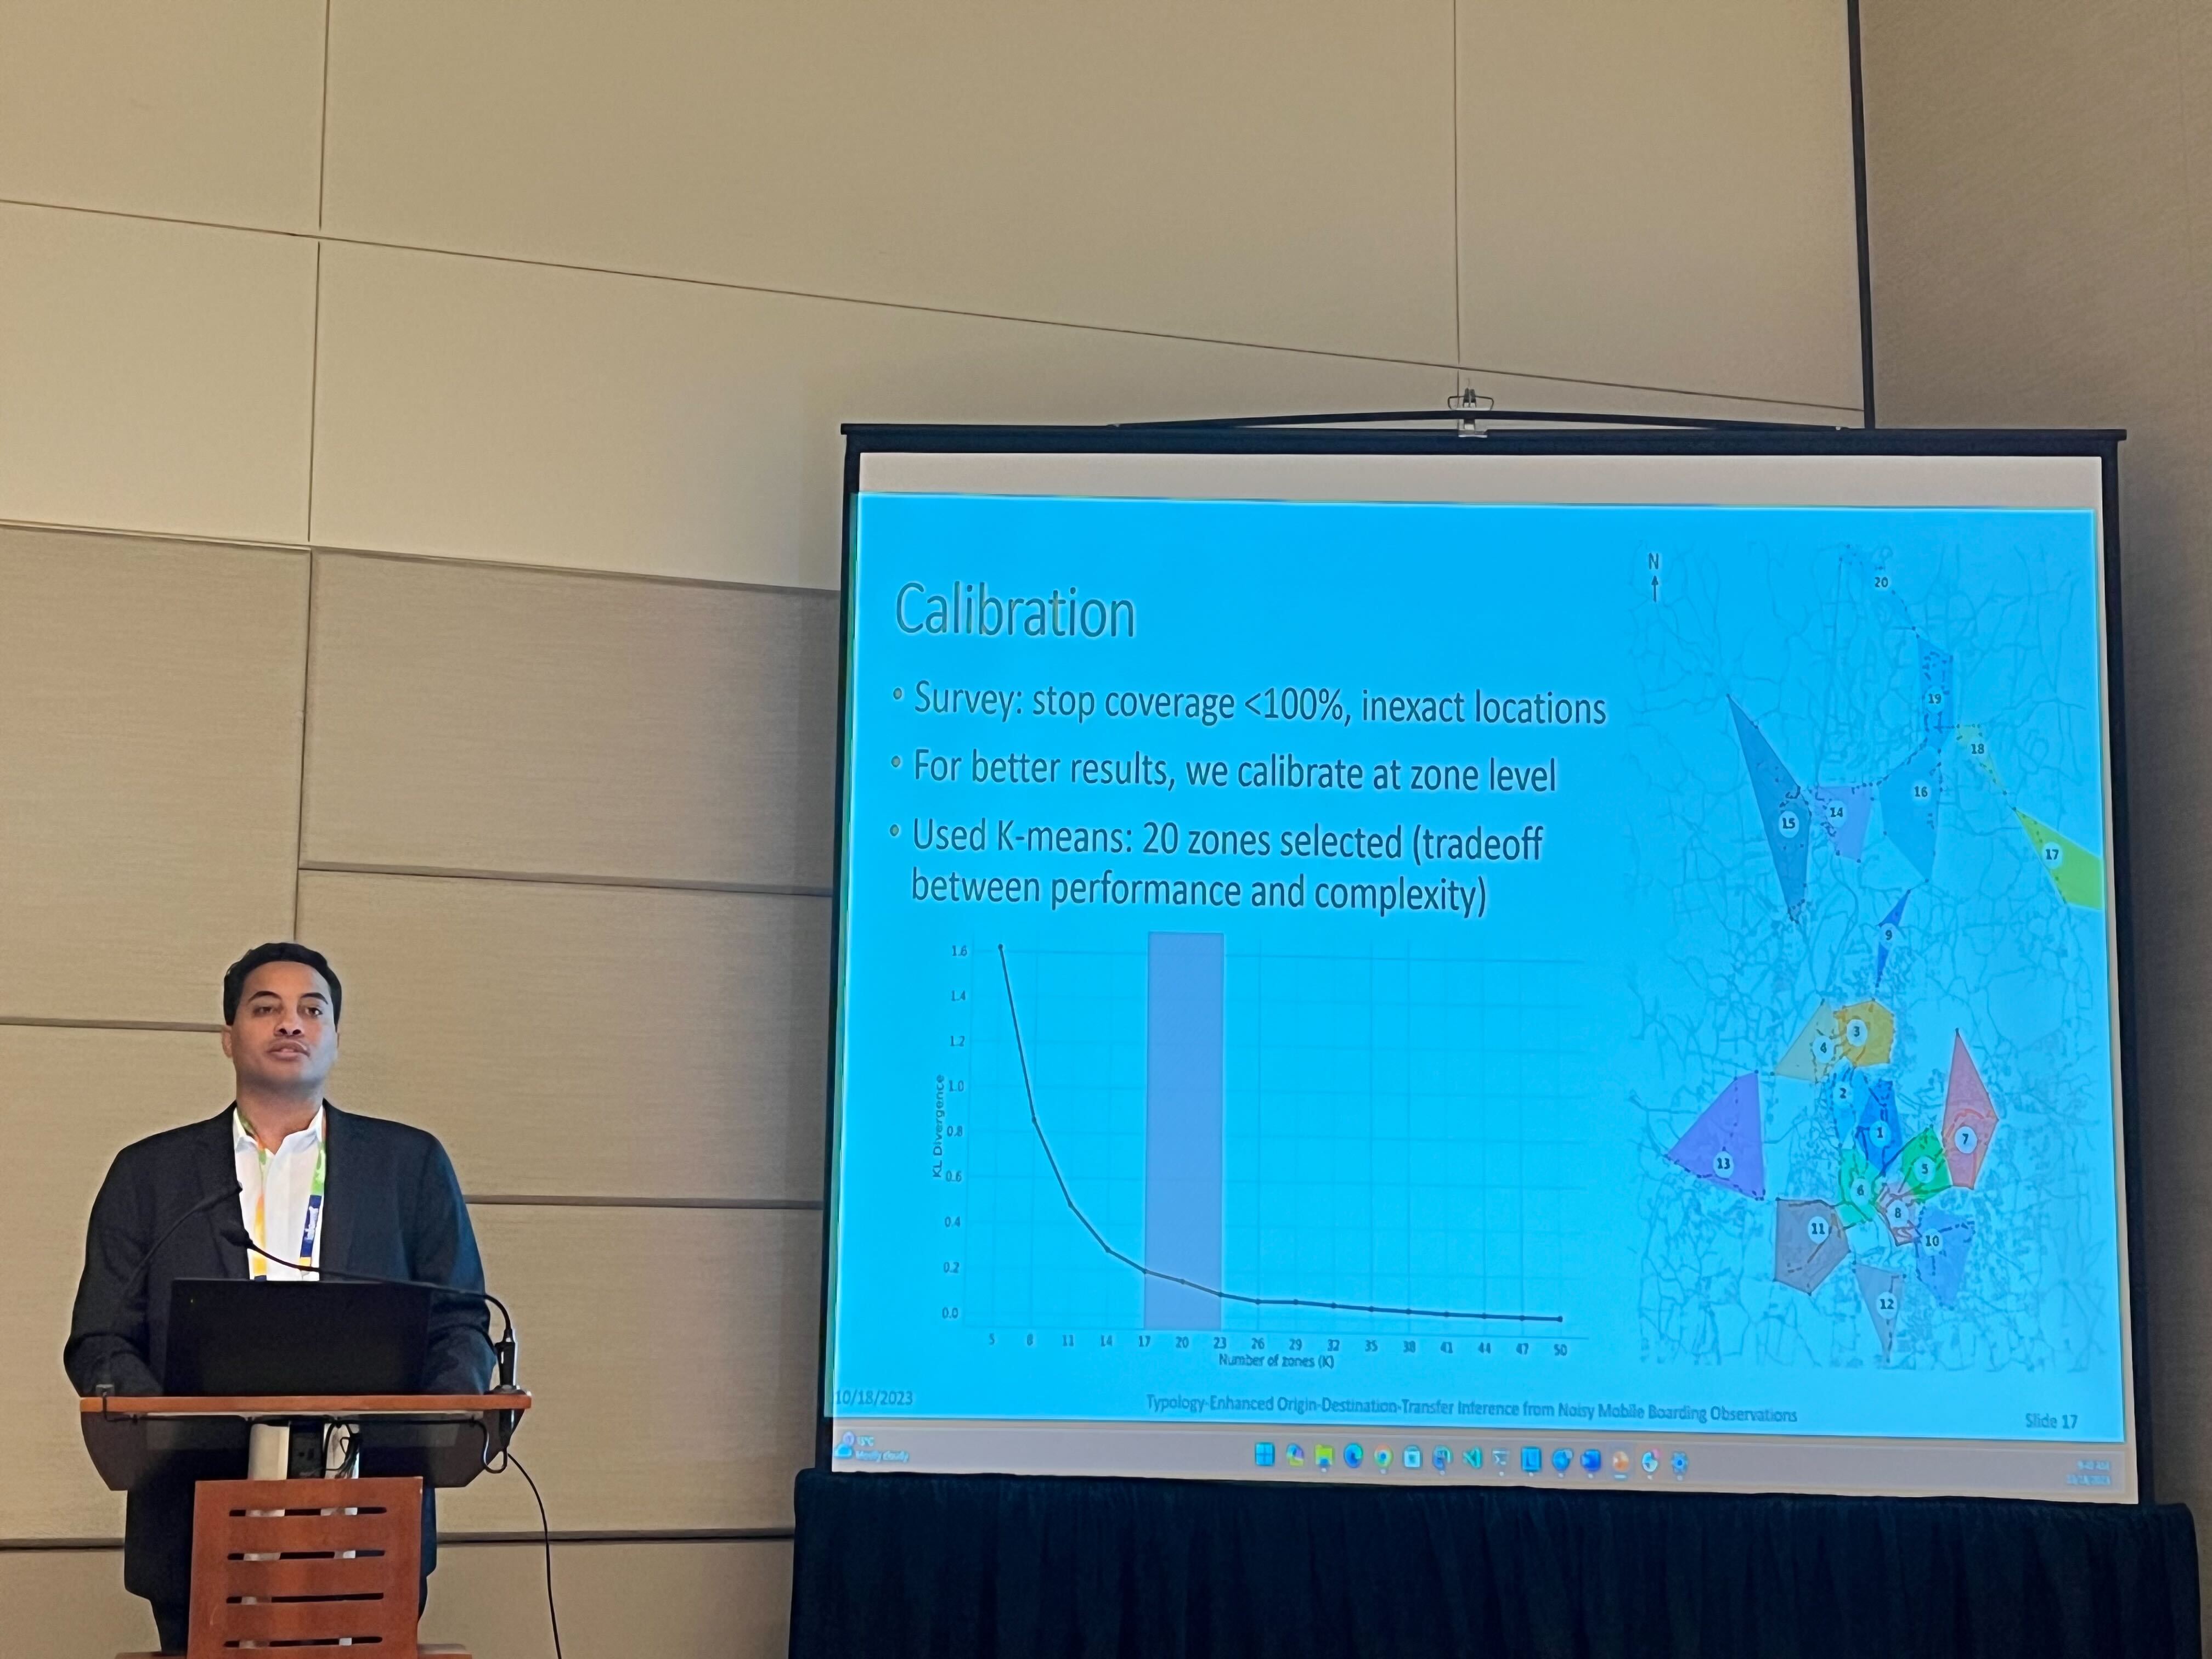 Calibration
• Survey: stop coverage <100%, inexact locations
• For better results, we calibrate at zone level
• Used K-means: 20 zones selected (tradeoff
between performance and complexity)
1.6
1.4
1.2
1.0
0.8
0.6
0.4
0.2
0.0
KL Divergence
5 8 11 14 17 20 23 26 29 32 35 38 41 44 47 50
Number of zones (K)
N
20
19
18
16
14
15
17
9
3
4
2
1
7
13
5
6
8
11
10
12
10/18/2023
Typology-Enhanced Origin-Destination-Transfer Inference from Noisy Mobile Boarding Observations
Slide 17
Mostly cloudy